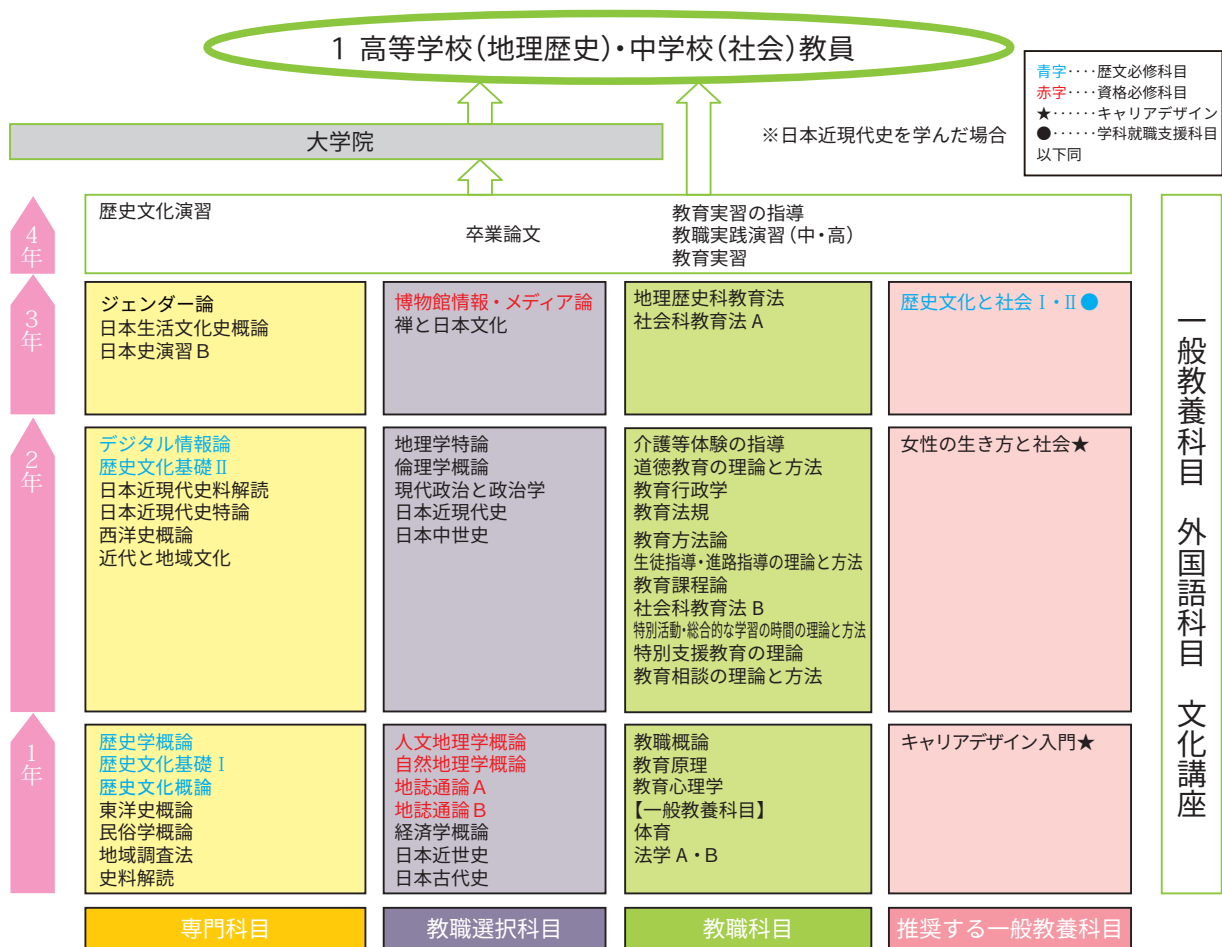 1 高等学校(地理歴史)・中学校(社会)教員
青字････歴文必修科目
赤字････資格必修科目
★･･････キャリアデザイン
●･･････学科就職支援科目
以下同
大学院
※日本近現代史を学んだ場合
4年
歴史文化演習
卒業論文
教育実習の指導
教職実践演習(中・高)
教育実習
3年
ジェンダー論
日本生活文化史概論
日本史演習B
博物館情報・メディア論
禅と日本文化
地理歴史科教育法
社会科教育法 A
歴史文化と社会 I・II●
2年
デジタル情報論
歴史文化基礎 II
日本近現代史料解読
日本近現代史特論
西洋史概論
近代と地域文化
地理学特論
倫理学概論
現代政治と政治学
日本近現代史
日本中世史
介護等体験の指導
道徳教育の理論と方法
教育行政学
教育法規
教育方法論
生徒指導・進路指導の理論と方法
教育課程論
社会科教育法 B
特別活動・総合的な学習の時間の理論と方法
特別支援教育の理論
教育相談の理論と方法
女性の生き方と社会★
1年
歴史学概論
歴史文化基礎 I
歴史文化概論
東洋史概論
民俗学概論
地域調査法
史料解読
人文地理学概論
自然地理学概論
地誌通論A
地誌通論B
経済学概論
日本近世史
日本古代史
教職概論
教育原理
教育心理学
【一般教養科目】
体育
法学 A・B
キャリアデザイン入門★
専門科目
教職選択科目
教職科目
推奨する一般教養科目
一般教養科目 外国語科目 文化講座